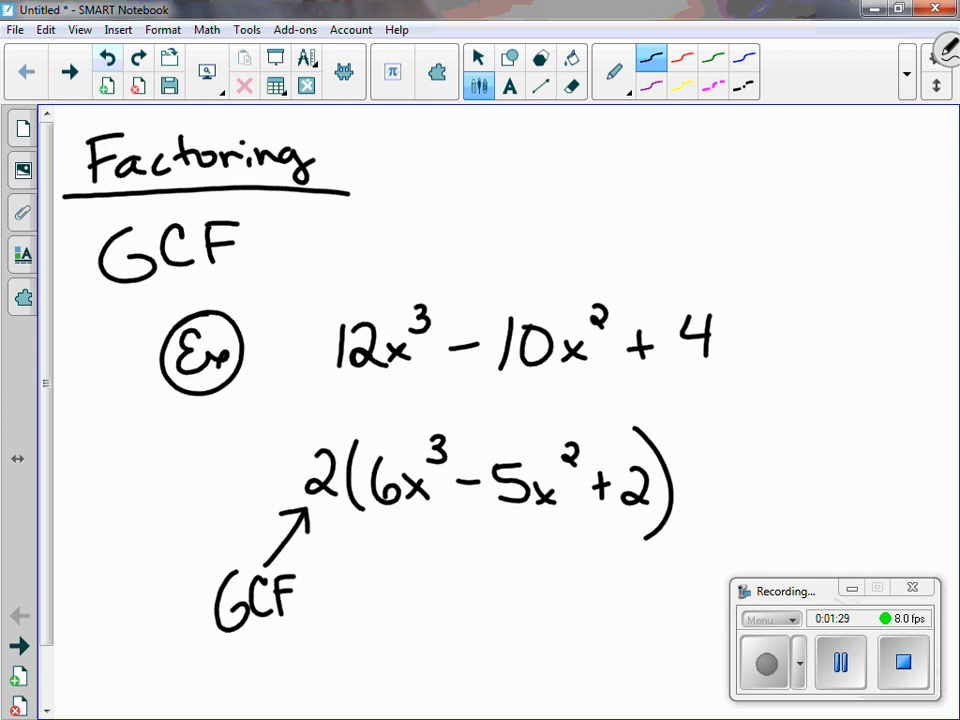 Untitled * - SMART Notebook
File Edit View Insert Format Math Tools Add-ons Account Help
π
A
A
Factoring
GCF
Ex 12x³ - 10x² + 4
2(6x³ - 5x² + 2)
GCF
Recording...
Menu 0:01:29 8.0 fps